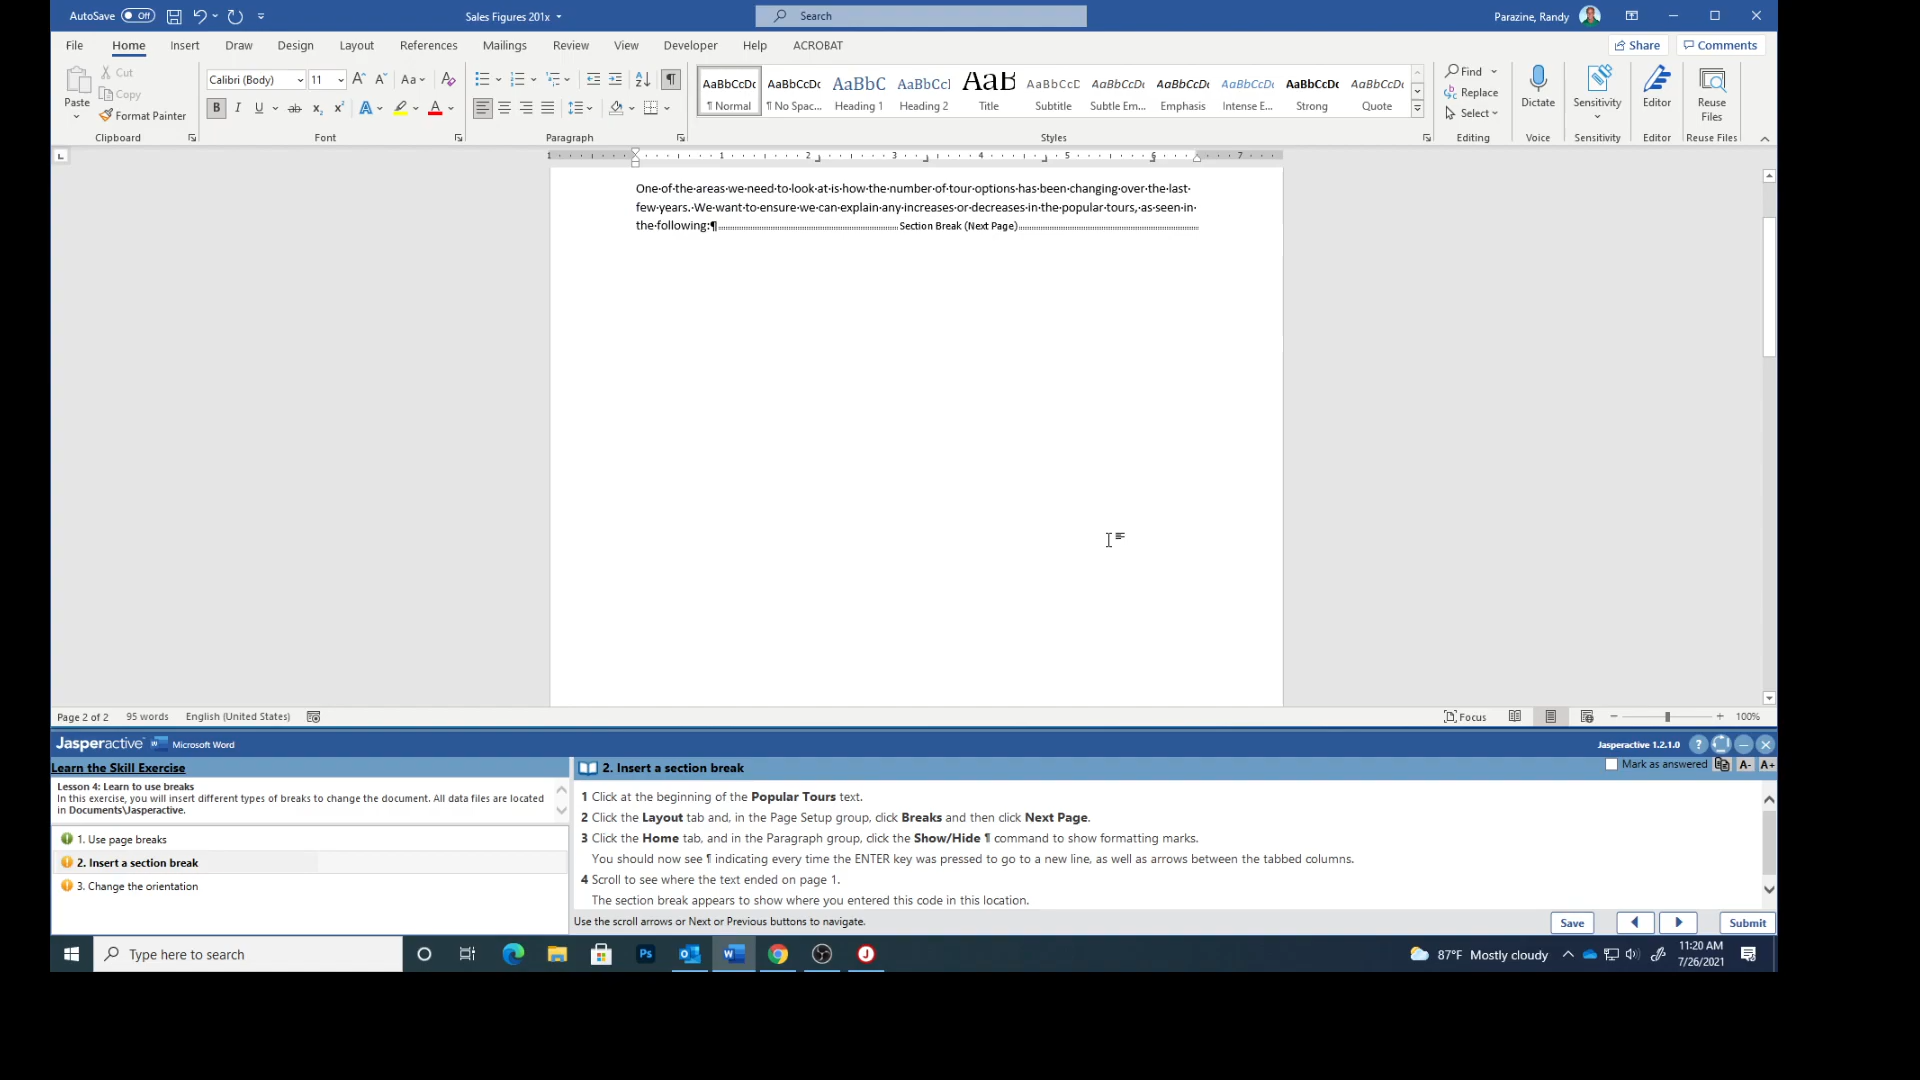 AutoSave Off
Sales Figures 201x
Search
Parazine, Randy
File Home Insert Draw Design Layout References Mailings Review View Developer Help ACROBAT
Share Comments
Paste
Cut
Copy
Format Painter
Clipboard
Calibri (Body) 11
Font
Paragraph
AaBbCcDc AaBbCcDc AaBbC AaBbCcI AaB AaBbCcD AaBbCcDt AaBbCcDt AaBbCcDt AaBbCcDc AaBbCcDt
¶ Normal ¶ No Spac... Heading 1 Heading 2 Title Subtitle Subtle Em... Emphasis Intense E... Strong Quote
Styles
Find
Replace
Select
Editing
Dictate
Voice
Sensitivity
Sensitivity
Editor
Editor
Reuse Files
Reuse Files
1 1 2 3 4 5 6 7
One·of·the·areas·we·need·to·look·at·is·how·the·number·of·tour·options·has·been·changing·over·the·last·
few·years.·We·want·to·ensure·we·can·explain·any·increases·or·decreases·in·the·popular·tours,·as·seen·in·
the·following:¶ Section Break (Next Page)
Page 2 of 2 95 words English (United States)
Focus 100%
Jasperactive Microsoft Word
Jasperactive 1.2.1.0
Learn the Skill Exercise
Lesson 4: Learn to use breaks
In this exercise, you will insert different types of breaks to change the document. All data files are located
in Documents\Jasperactive.
1. Use page breaks
2. Insert a section break
3. Change the orientation
2. Insert a section break
Mark as answered A- A+
1 Click at the beginning of the Popular Tours text.
2 Click the Layout tab and, in the Page Setup group, click Breaks and then click Next Page.
3 Click the Home tab, and in the Paragraph group, click the Show/Hide ¶ command to show formatting marks.
You should now see ¶ indicating every time the ENTER key was pressed to go to a new line, as well as arrows between the tabbed columns.
4 Scroll to see where the text ended on page 1.
The section break appears to show where you entered this code in this location.
Use the scroll arrows or Next or Previous buttons to navigate.
Save Submit
Type here to search
87°F Mostly cloudy
11:20 AM
7/26/2021